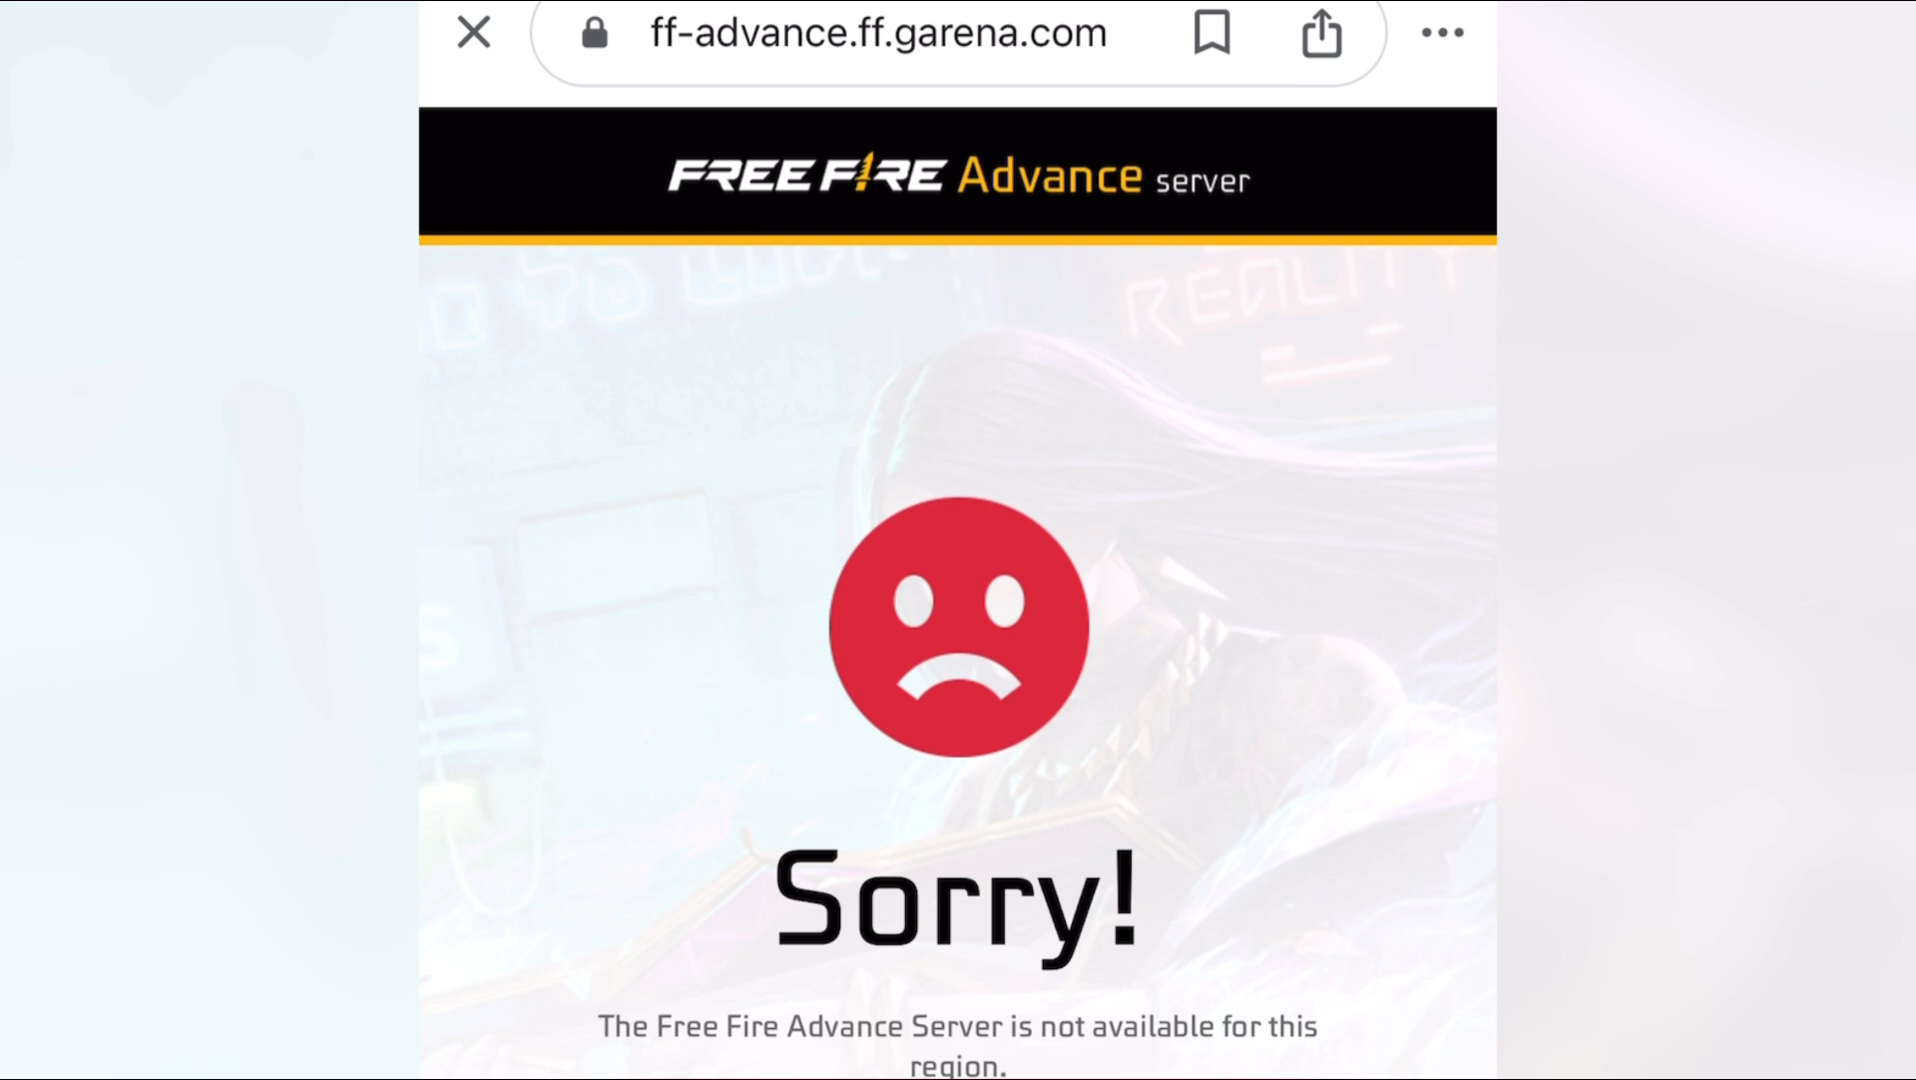 ff-advance.ff.garena.com
FREE FIRE Advance server
REALITY
Sorry!
The Free Fire Advance Server is not available for this
region.